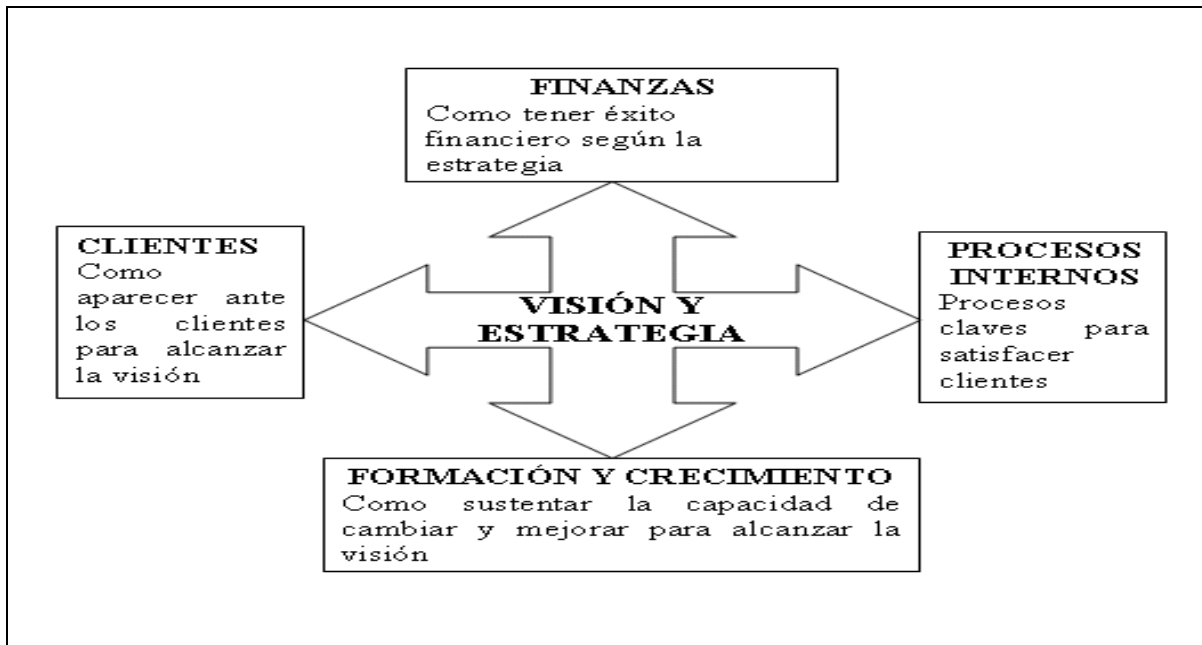 FINANZAS
Como tener éxito
financiero según la
estrategia
CLIENTES
Como
aparecer ante
los clientes
para alcanzar
la visión
VISIÓN Y
ESTRATEGIA
PROCESOS
INTERNOS
Procesos
claves para
satisfacer
clientes
FORMACIÓN Y CRECIMIENTO
Como sustentar la capacidad de
cambiar y mejorar para alcanzar la
visión